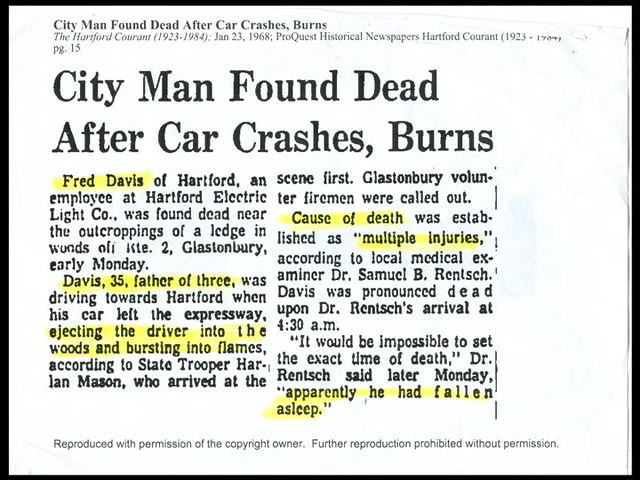 City Man Found Dead After Car Crashes, Burns
The Hartford Courant (1923-1984); Jan 23, 1968; ProQuest Historical Newspapers Hartford Courant (1923 - 1984)
pg. 15
City Man Found Dead
After Car Crashes, Burns
Fred Davis of Hartford, an
employee at Hartford Electric
Light Co., was found dead near
the outcroppings of a ledge in
woods off Rte. 2, Glastonbury,
early Monday.
Davis, 35, father of three, was
driving towards Hartford when
his car left the expressway,
ejecting the driver into the
woods and bursting into flames,
according to State Trooper Har-
lan Mason, who arrived at the
scene first. Glastonbury volun-
ter firemen were called out.
Cause of death was estab-
lished as "multiple injuries,"
according to local medical ex-
aminer Dr. Samuel B. Rentsch.
Davis was pronounced dead
upon Dr. Rentsch's arrival at
4:30 a.m.
"It would be impossible to set
the exact time of death," Dr.
Rentsch said later Monday,
"apparently he had fallen
asleep."
Reproduced with permission of the copyright owner. Further reproduction prohibited without permission.